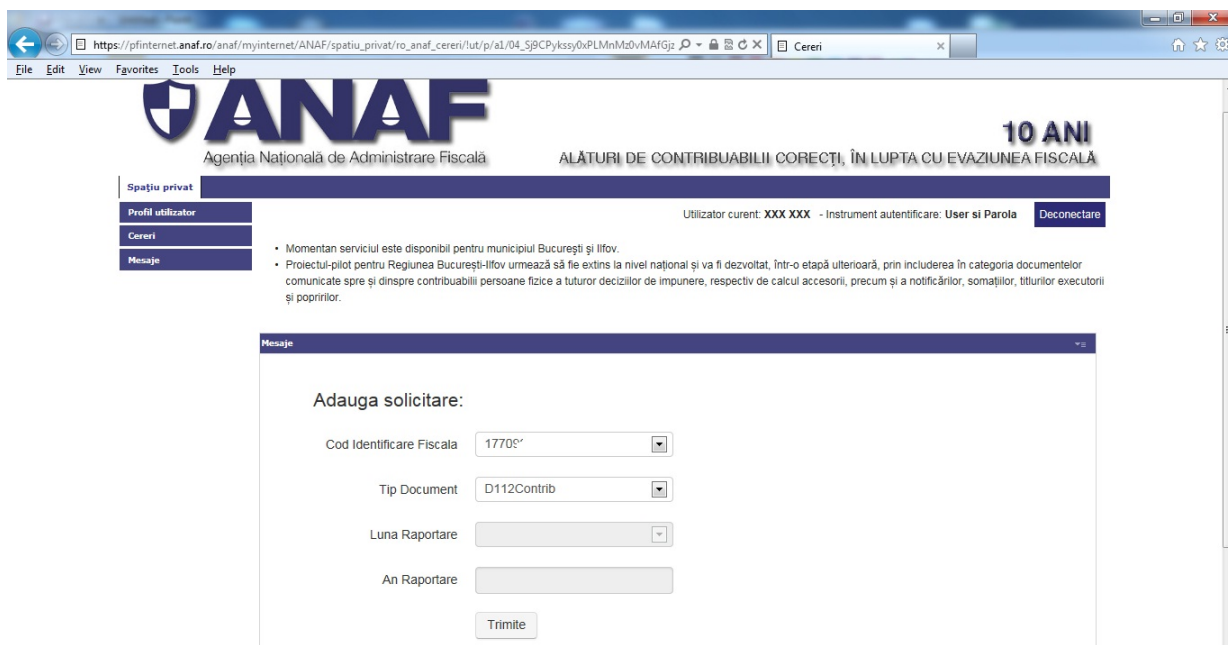 https://pfinternet.anaf.ro/anaf/myinternet/ANAF/spatiu_privat/ro_anaf_cereri/!ut/p/a1/04_Sj9CPykssy0xPLMnMz0vMAfGjz
Cereri
File Edit View Favorites Tools Help
ANAF
Agenția Națională de Administrare Fiscală
10 ANI
ALĂTURI DE CONTRIBUABILII CORECȚI, ÎN LUPTA CU EVAZIUNEA FISCALĂ
Spațiu privat
Profil utilizator
Cereri
Mesaje
Utilizator curent: XXX XXX - Instrument autentificare: User si Parola
Deconectare
• Momentan serviciul este disponibil pentru municipiul București și Ilfov.
• Proiectul-pilot pentru Regiunea București-Ilfov urmează să fie extins la nivel național și va fi dezvoltat, într-o etapă ulterioară, prin includerea în categoria documentelor
comunicate spre și dinspre contribuabilii persoane fizice a tuturor deciziilor de impunere, respectiv de calcul accesorii, precum și a notificărilor, somațiilor, titlurilor executorii
și popririlor.
Mesaje
Adauga solicitare:
Cod Identificare Fiscala
17709
Tip Document
D112Contrib
Luna Raportare
An Raportare
Trimite